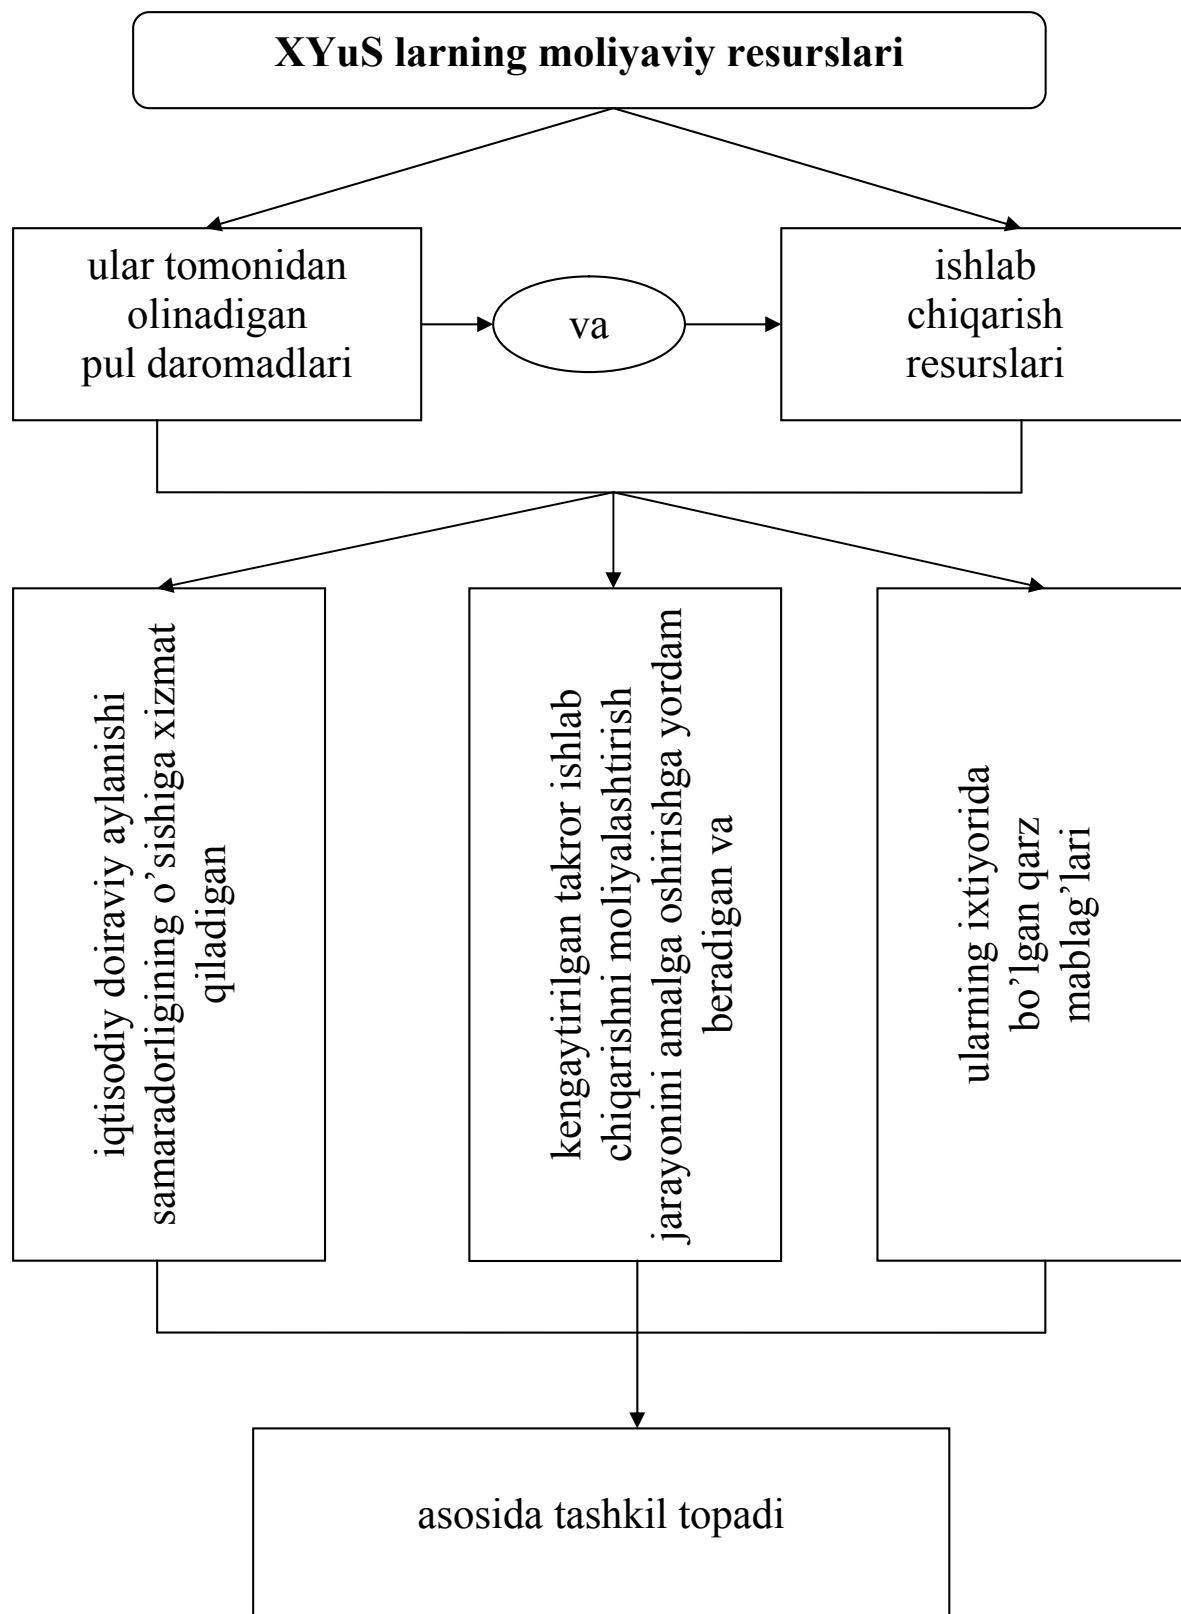 XYuS larning moliyaviy resurslari
ular tomonidan
olinadigan
pul daromadlari
va
ishlab
chiqarish
resurslari
iqtisodiy doiraviy aylanishi
samaradorligining o’sishiga xizmat
qiladigan
kengaytirilgan takror ishlab
chiqarishni moliyalashtirish
jarayonini amalga oshirishga yordam
beradigan va
ularning ixtiyorida
bo’lgan qarz
mablag’lari
asosida tashkil topadi